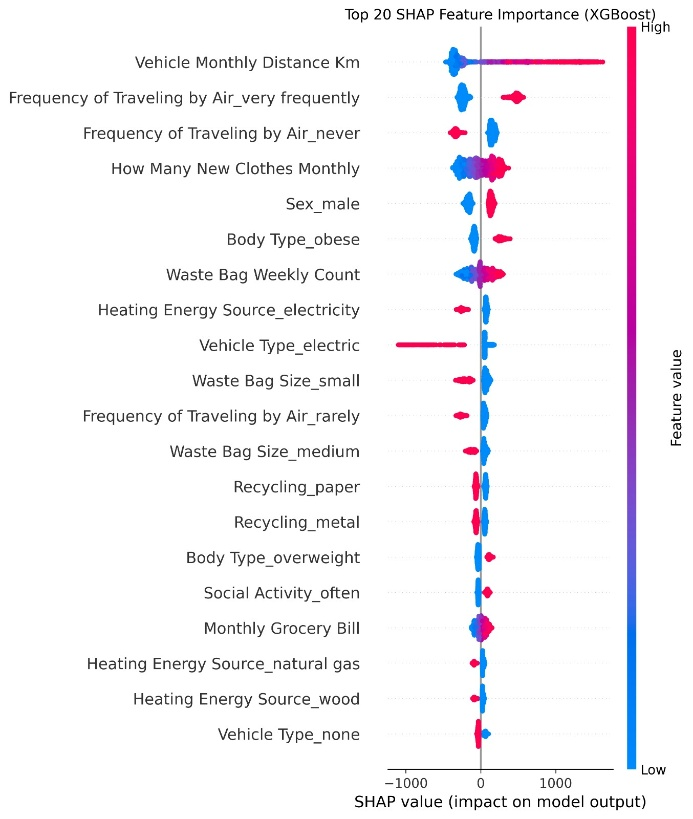 Top 20 SHAP Feature Importance (XGBoost)
High
Vehicle Monthly Distance Km
Frequency of Traveling by Air_very frequently
Frequency of Traveling by Air_never
How Many New Clothes Monthly
Sex_male
Body Type_obese
Waste Bag Weekly Count
Heating Energy Source_electricity
Vehicle Type_electric
Waste Bag Size_small
Frequency of Traveling by Air_rarely
Waste Bag Size_medium
Recycling_paper
Recycling_metal
Body Type_overweight
Social Activity_often
Monthly Grocery Bill
Heating Energy Source_natural gas
Heating Energy Source_wood
Vehicle Type_none
Feature value
Low
−1000 0 1000
SHAP value (impact on model output)